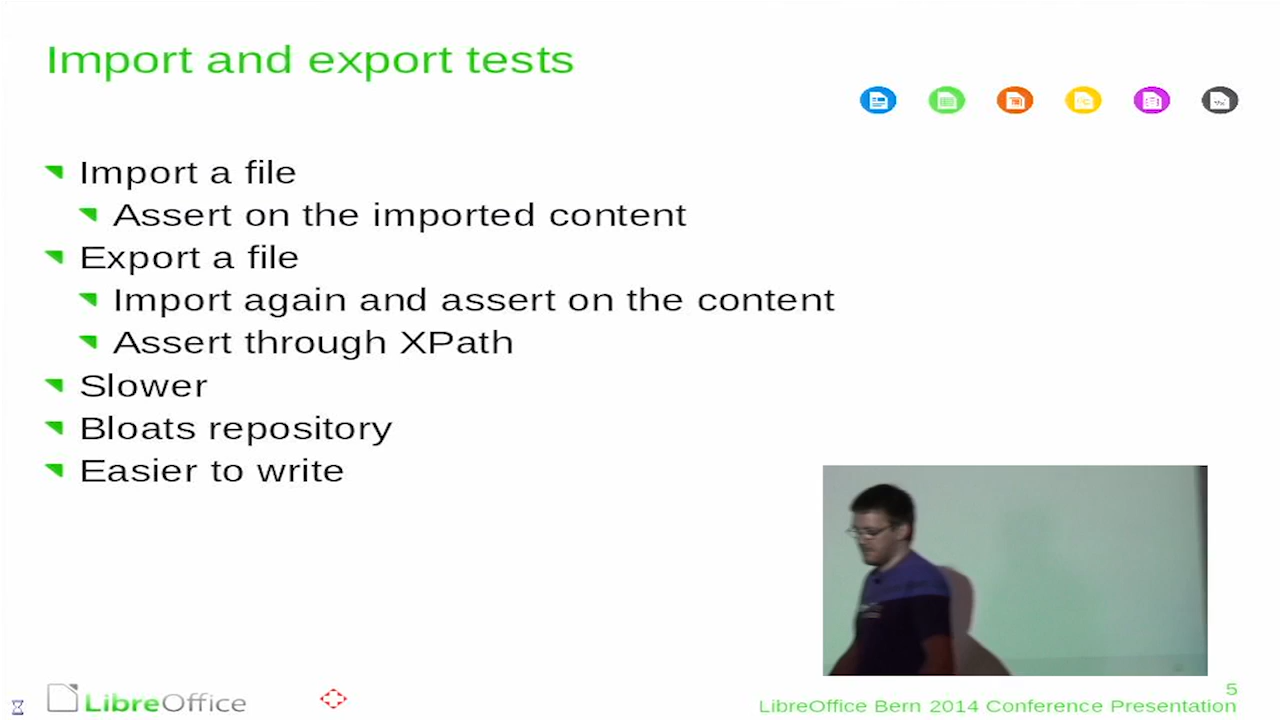 Import and export tests
Import a file
Assert on the imported content
Export a file
Import again and assert on the content
Assert through XPath
Slower
Bloats repository
Easier to write
LibreOffice
5
LibreOffice Bern 2014 Conference Presentation